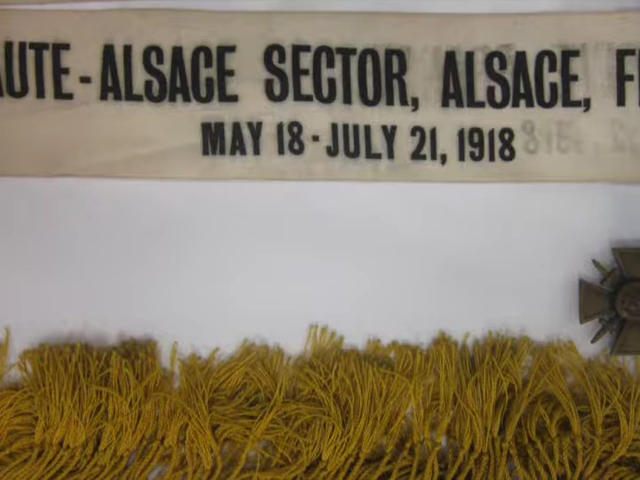 AUTE-ALSACE SECTOR, ALSACE, F
MAY 18-JULY 21, 1918